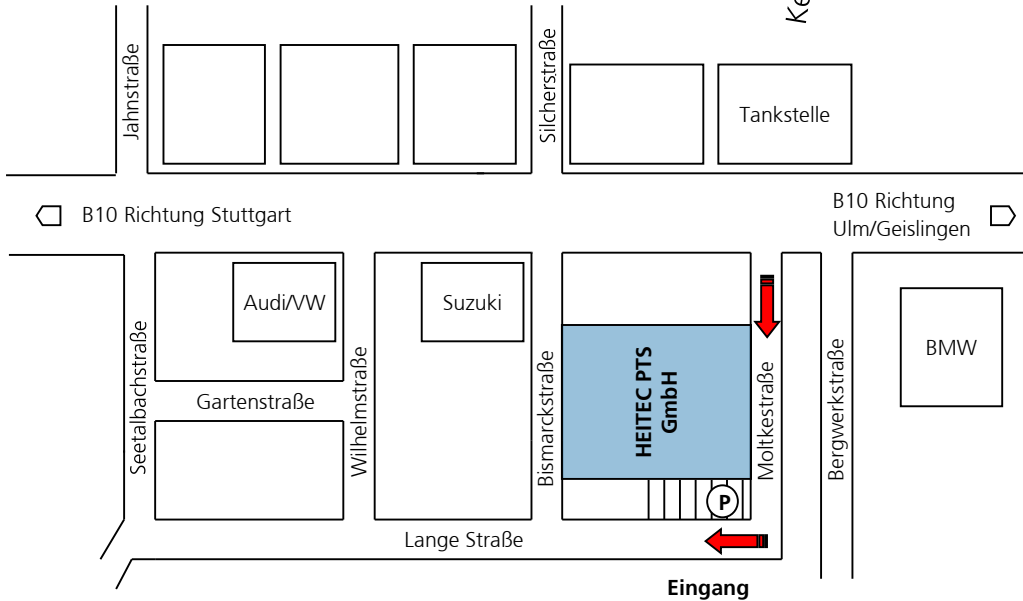 Ke
Jahnstraße
Silcherstraße
Tankstelle
B10 Richtung Stuttgart
B10 Richtung
Ulm/Geislingen
Audi/VW
Suzuki
BMW
Seetalbachstraße
Gartenstraße
Wilhelmstraße
Bismarckstraße
HEITEC PTS
GmbH
Moltkestraße
Bergwerkstraße
P
Lange Straße
Eingang